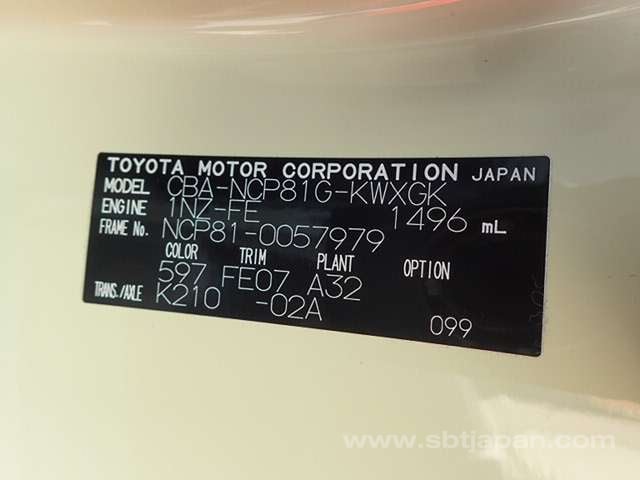 TOYOTA MOTOR CORPORATION JAPAN
MODEL CBA-NCP81G-KWXGK
ENGINE 1NZ-FE 1496 mL
FRAME No. NCP81-0057979
COLOR TRIM PLANT OPTION
597 FE07 A32
TRANS./AXLE K210 -02A
099
www.sbtjapan.com